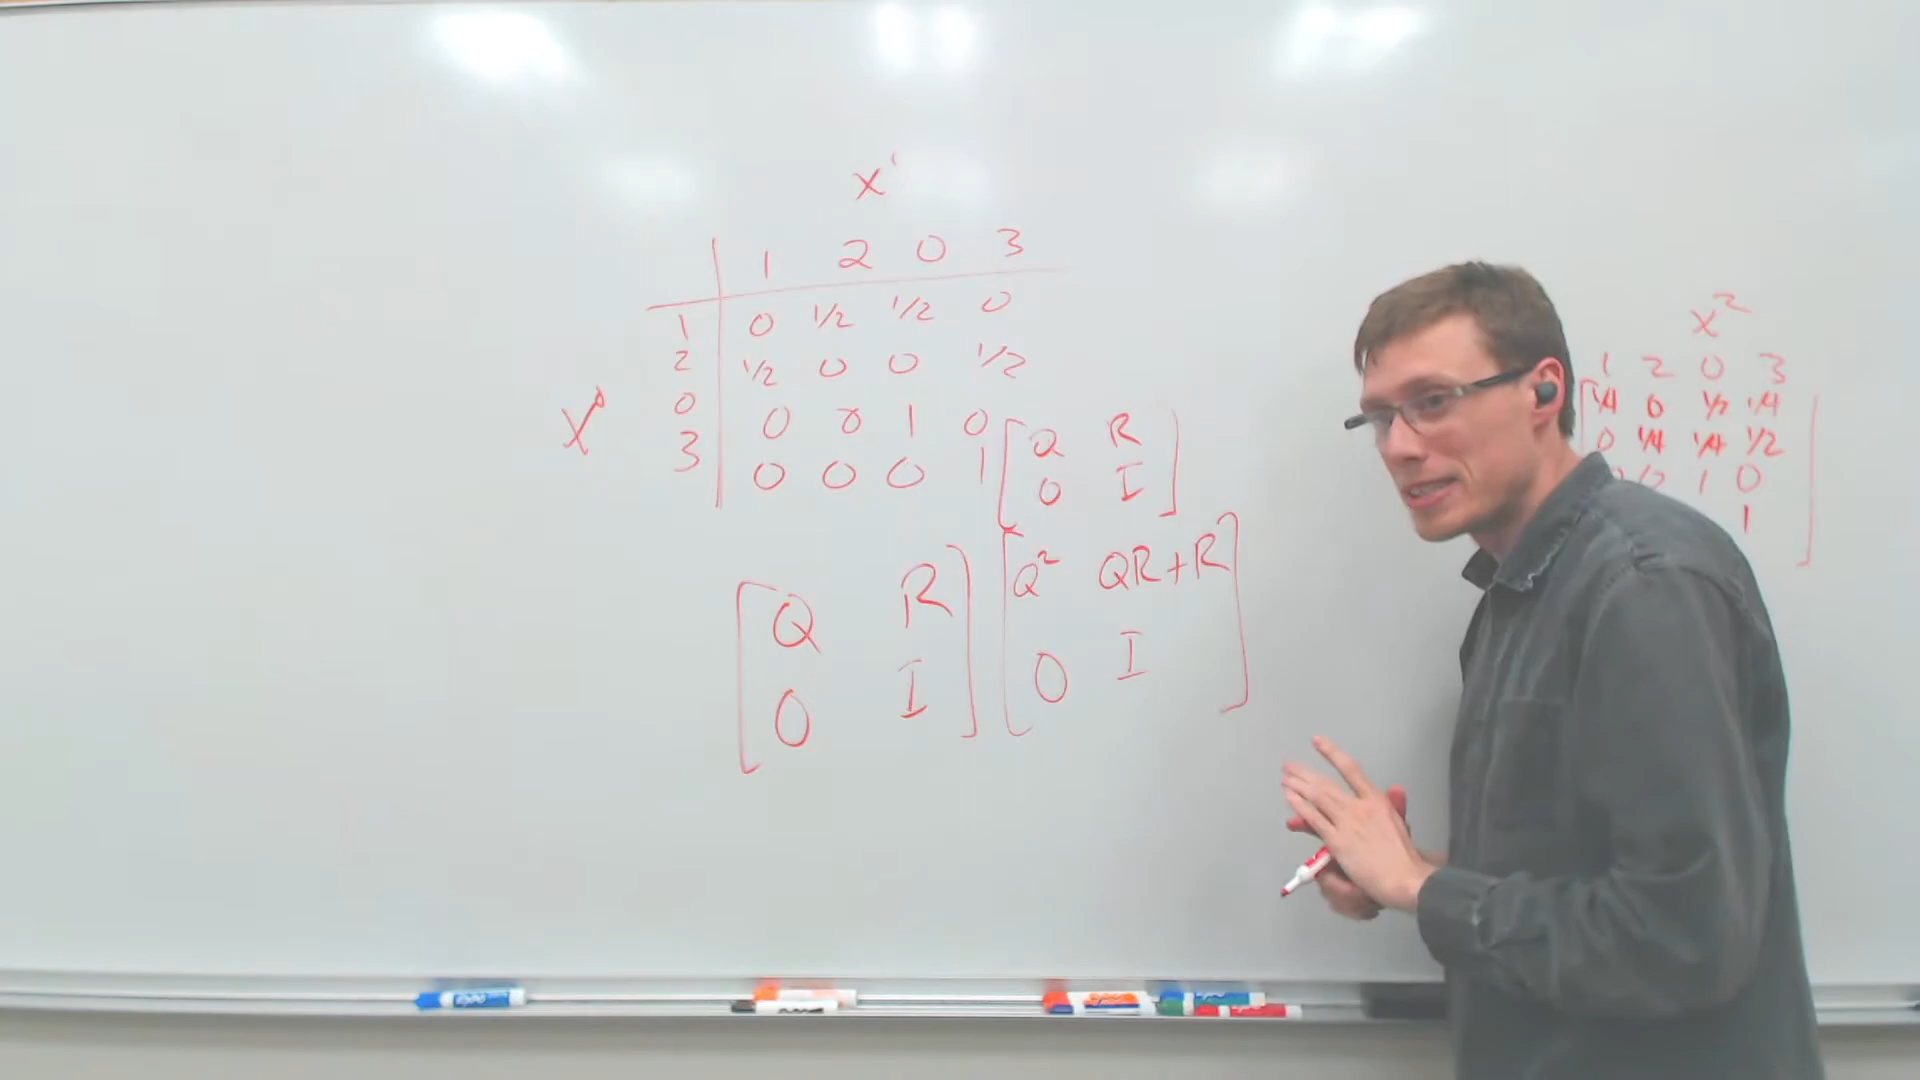 X¹
1 2 0 3
1 0 1/2 1/2 0
2 1/2 0 0 1/2
0 0 0 1 0
3 0 0 0 1
X⁰
Q R
0 I
Q R
0 I
Q² QR+R
0 I
X²
1 2 0 3
1/4 0 1/2 1/4
0 1/4 1/4 1/2
0 1 0
1